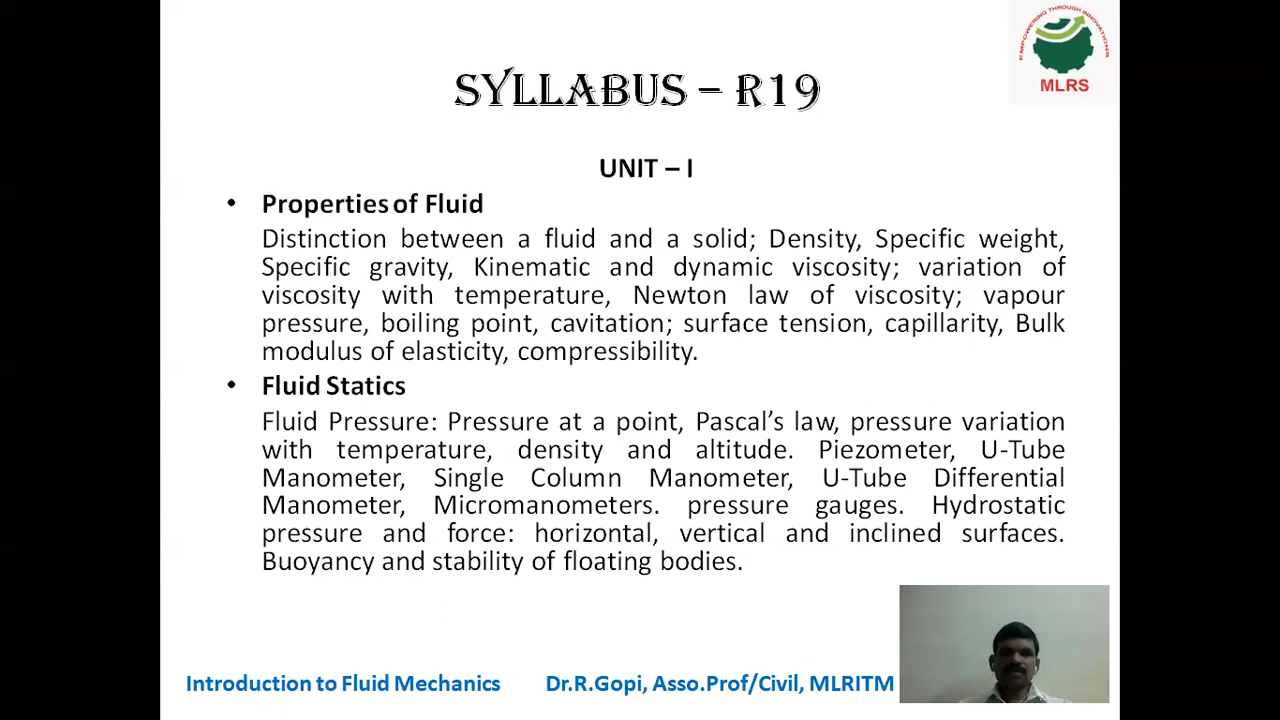 EMPOWERING THROUGH INNOVATIONS
MLRS
SYLLABUS – R19
UNIT – I
• Properties of Fluid
Distinction between a fluid and a solid; Density, Specific weight,
Specific gravity, Kinematic and dynamic viscosity; variation of
viscosity with temperature, Newton law of viscosity; vapour
pressure, boiling point, cavitation; surface tension, capillarity, Bulk
modulus of elasticity, compressibility.
• Fluid Statics
Fluid Pressure: Pressure at a point, Pascal’s law, pressure variation
with temperature, density and altitude. Piezometer, U-Tube
Manometer, Single Column Manometer, U-Tube Differential
Manometer, Micromanometers. pressure gauges. Hydrostatic
pressure and force: horizontal, vertical and inclined surfaces.
Buoyancy and stability of floating bodies.
Introduction to Fluid Mechanics Dr.R.Gopi, Asso.Prof/Civil, MLRITM